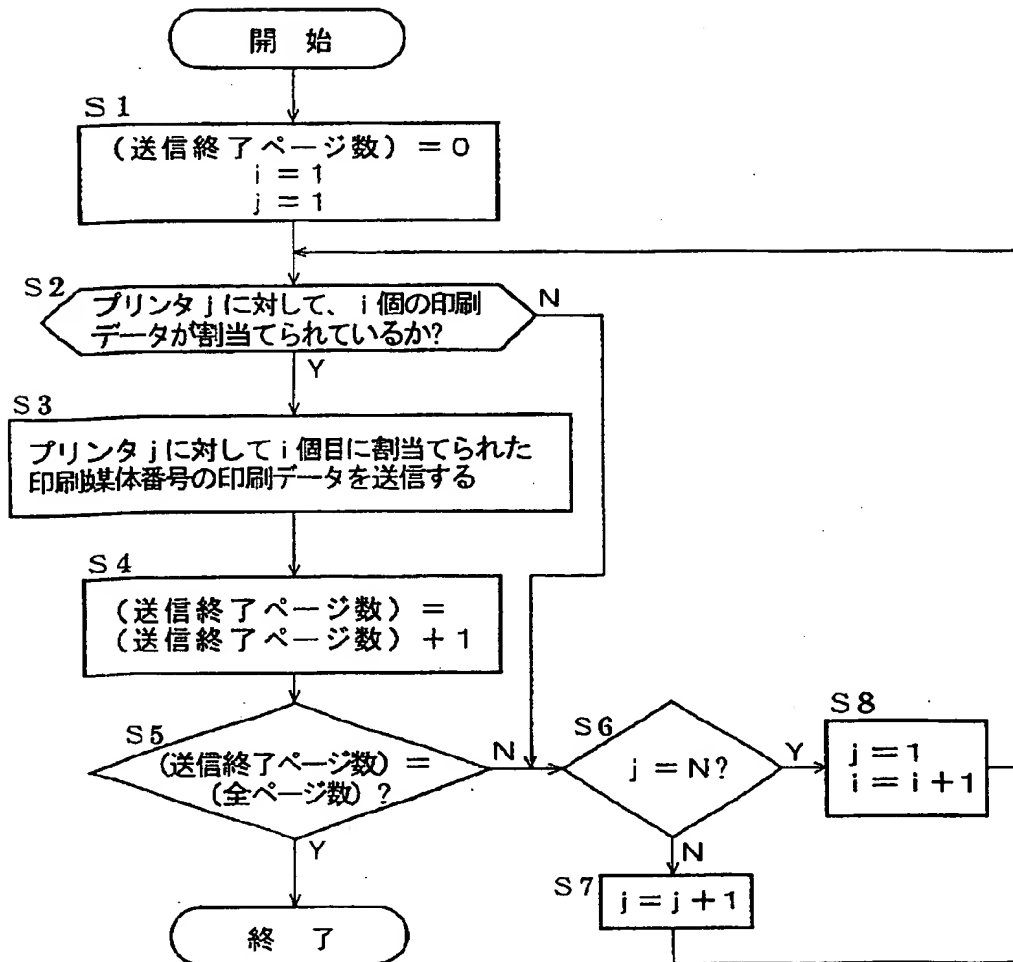 開 始
S1
(送信終了ページ数) = 0
i = 1
j = 1
S2
プリンタjに対して、i個の印刷
データが割当てられているか?
N
Y
S3
プリンタjに対してi個目に割当てられた
印刷媒体番号の印刷データを送信する
S4
(送信終了ページ数) =
(送信終了ページ数) + 1
S5
(送信終了ページ数) =
(全ページ数) ?
N
Y
S6
j = N?
Y
N
S8
j = 1
i = i + 1
S7
j = j + 1
終 了